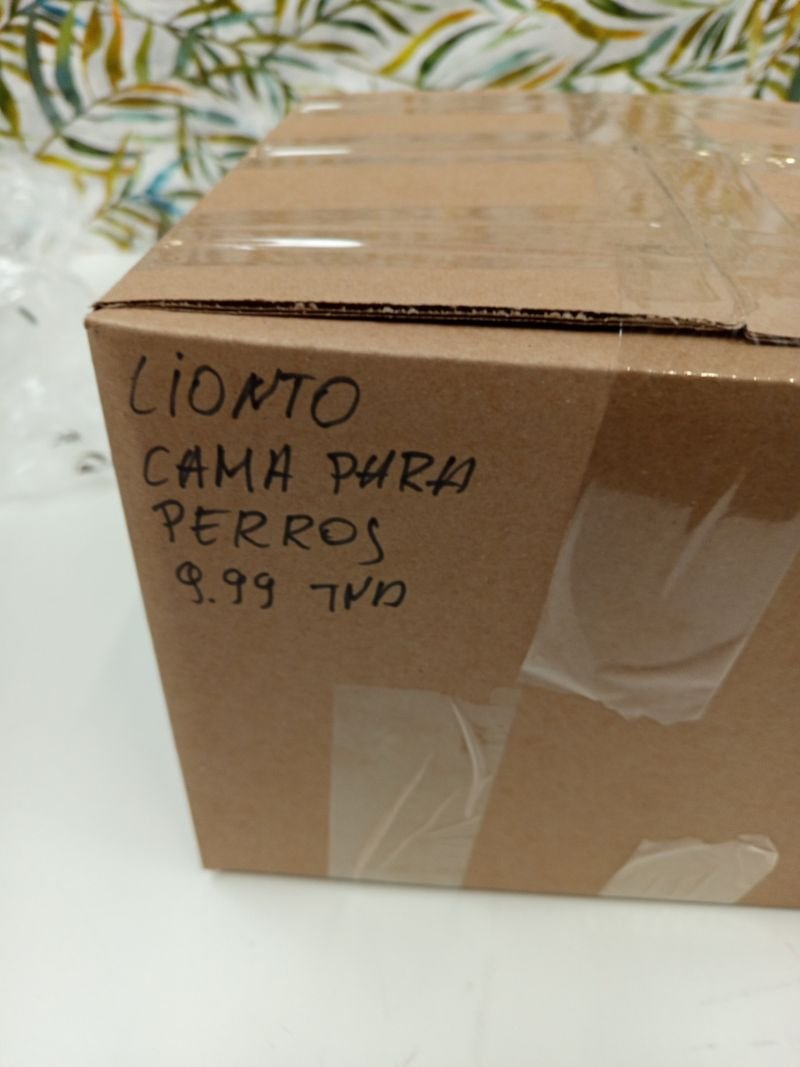 LIONTO
CAMA PARA
PERROS
9.99 TND